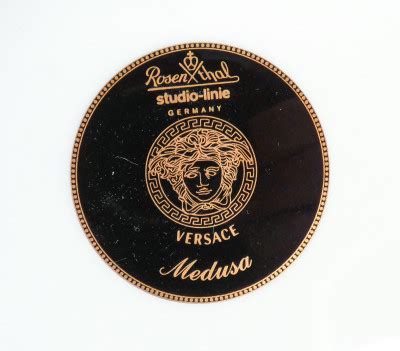 Rosenthal
studio-linie
GERMANY
VERSACE
Medusa